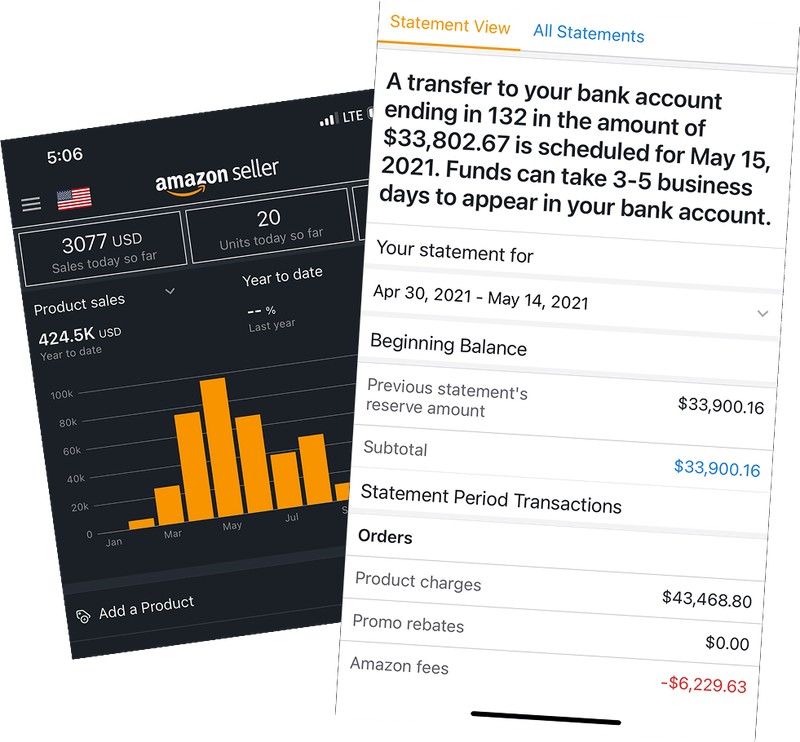 5:06
LTE
amazon seller
3077 USD
Sales today so far
20
Units today so far
Product sales
424.5K USD
Year to date
Year to date
-- %
Last year
100k
80k
60k
40k
20k
0
Jan
Mar
May
Jul
S
Add a Product
Statement View
All Statements
A transfer to your bank account
ending in 132 in the amount of
$33,802.67 is scheduled for May 15,
2021. Funds can take 3-5 business
days to appear in your bank account.
Your statement for
Apr 30, 2021 - May 14, 2021
Beginning Balance
Previous statement's
reserve amount
$33,900.16
Subtotal
$33,900.16
Statement Period Transactions
Orders
Product charges
$43,468.80
Promo rebates
$0.00
Amazon fees
-$6,229.63